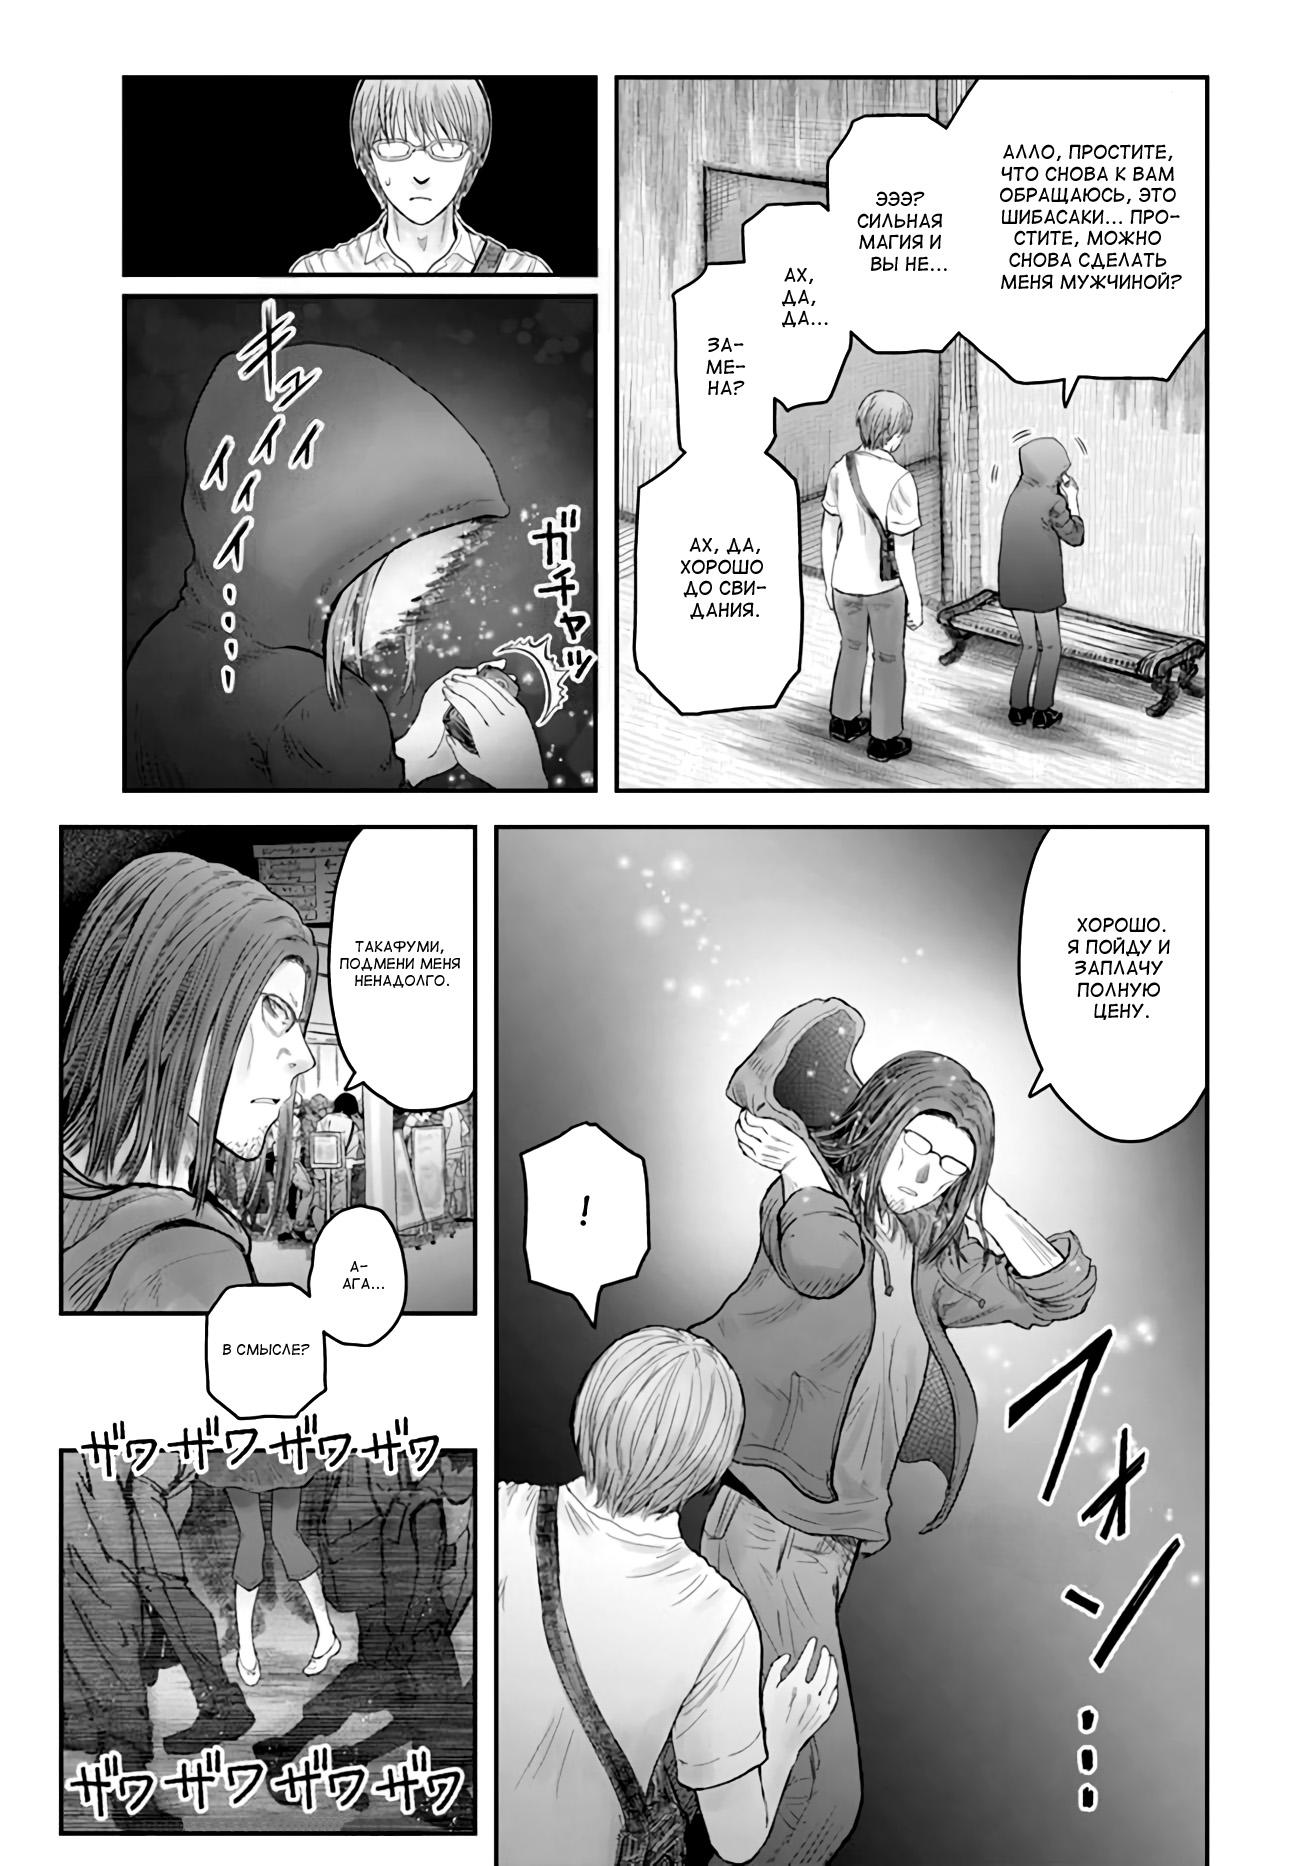 АЛЛО, ПРОСТИТЕ,
ЧТО СНОВА К ВАМ
ОБРАЩАЮСЬ, ЭТО
ШИБАСАКИ... ПРО-
СТИТЕ, МОЖНО
СНОВА СДЕЛАТЬ
МЕНЯ МУЖЧИНОЙ?
ЭЭЭ?
СИЛЬНАЯ
МАГИЯ И
ВЫ НЕ...
АХ,
ДА,
ДА...
ЗА-
МЕ-
НА?
АХ, ДА,
ХОРОШО
ДО СВИ-
ДАНИЯ.
キュイイイイイ....
ガチャッ
ХОРОШО.
Я ПОЙДУ И
ЗАПЛАЧУ
ПОЛНУЮ
ЦЕНУ.
!
フォン...
ТАКАФУМИ,
ПОДМЕНИ МЕНЯ
НЕНАДОЛГО.
А-
АГА...
В СМЫСЛЕ?
ザワザワザワザワ
ザワザワザワザワ